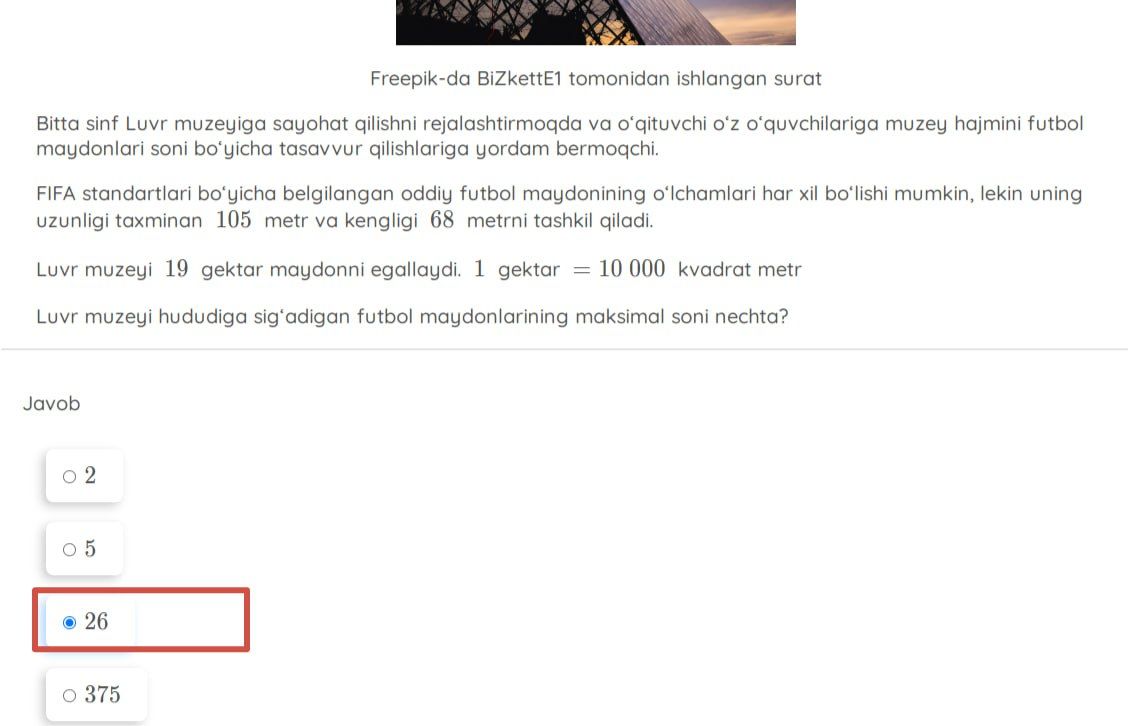 Freepik-da BiZkettE1 tomonidan ishlangan surat
Bitta sinf Luvr muzeyiga sayohat qilishni rejalashtirmoqda va o‘qituvchi o‘z o‘quvchilariga muzey hajmini futbol
maydonlari soni bo‘yicha tasavvur qilishlariga yordam bermoqchi.
FIFA standartlari bo‘yicha belgilangan oddiy futbol maydonining o‘lchamlari har xil bo‘lishi mumkin, lekin uning
uzunligi taxminan 105 metr va kengligi 68 metrni tashkil qiladi.
Luvr muzeyi 19 gektar maydonni egallaydi. 1 gektar = 10 000 kvadrat metr
Luvr muzeyi hududiga sig‘adigan futbol maydonlarining maksimal soni nechta?
Javob
2
5
26
375